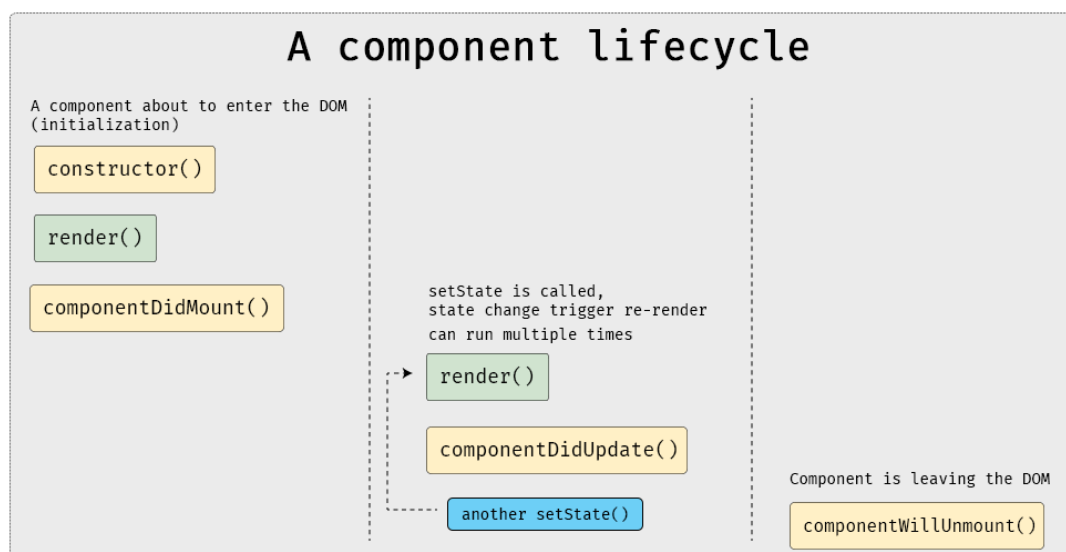 A component lifecycle
A component about to enter the DOM
(initialization)
constructor()
render()
componentDidMount()
setState is called,
state change trigger re-render
can run multiple times
render()
componentDidUpdate()
another setState()
Component is leaving the DOM
componentWillUnmount()